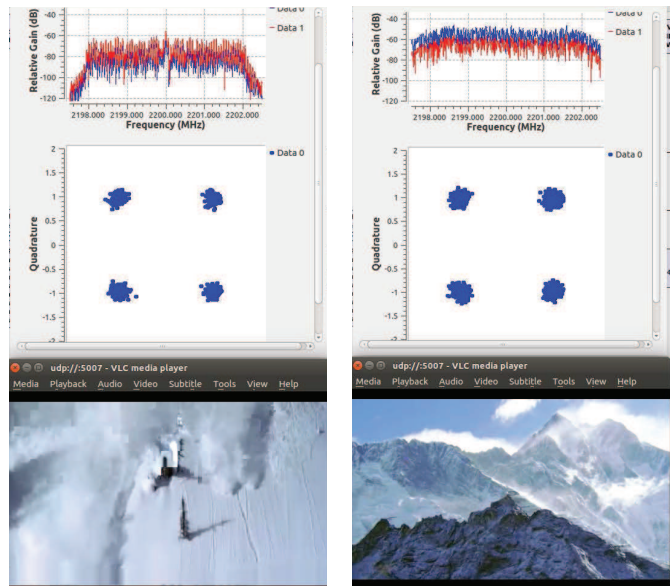 Relative Gain (dB)
-40
-60
-80
-100
-120
Data 0
Data 1
2198.000 2199.000 2200.000 2201.000 2202.000
Frequency (MHz)
Quadrature
2
1.5
1
0.5
0
-0.5
-1
-1.5
-2
Data 0
udp://:5007 - VLC media player
Media Playback Audio Video Subtitle Tools View Help
Relative Gain (dB)
-40
-60
-80
-100
-120
Data 0
Data 1
2198.000 2199.000 2200.000 2201.000 2202.000
Frequency (MHz)
Quadrature
2
1.5
1
0.5
0
-0.5
-1
-1.5
-2
Data 0
udp://:5007 - VLC media player
Media Playback Audio Video Subtitle Tools View Help